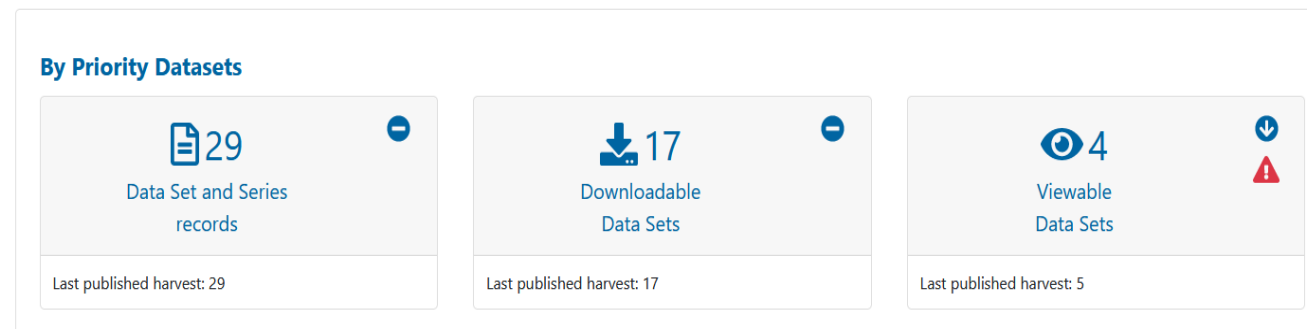 By Priority Datasets
29
Data Set and Series
records
Last published harvest: 29
17
Downloadable
Data Sets
Last published harvest: 17
4
Viewable
Data Sets
Last published harvest: 5